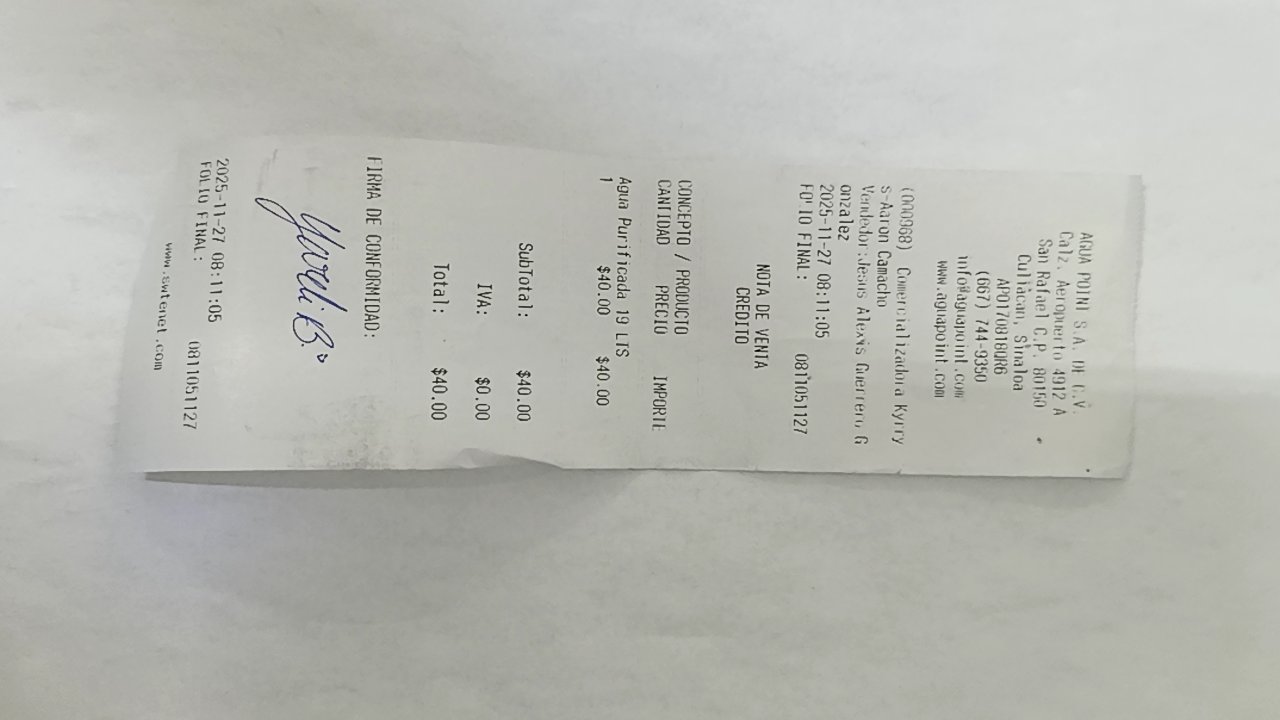 AGUA POINT S.A. DE C.V.
Calz. Aeropuerto 4912 A
San Rafael C.P. 80150
Culiacan, Sinaloa
APO170818QR6
(667) 744-9350
info@aguapoint.com
www.aguapoint.com
(000968) Comercializadora Kyrry
s-Aaron Camacho
Vendedor:Jesus Alexis Guerrero G
onzalez
2025-11-27 08:11:05
FOLIO FINAL: 0811051127
NOTA DE VENTA
CREDITO
CONCEPTO / PRODUCTO
CANTIDAD PRECIO IMPORTE
Agua Purificada 19 LTS
1 $40.00 $40.00
SubTotal: $40.00
IVA: $0.00
Total: $40.00
FIRMA DE CONFORMIDAD:
2025-11-27 08:11:05
FOLIO FINAL: 0811051127
www.swtenet.com